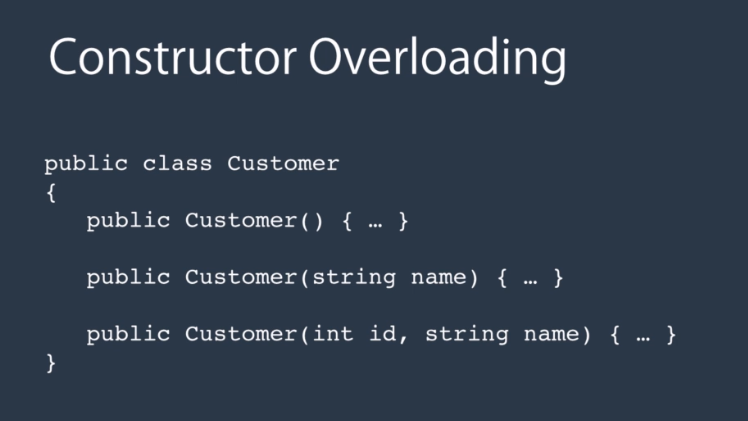 Constructor Overloading
public class Customer
{
public Customer() { … }
public Customer(string name) { … }
public Customer(int id, string name) { … }
}